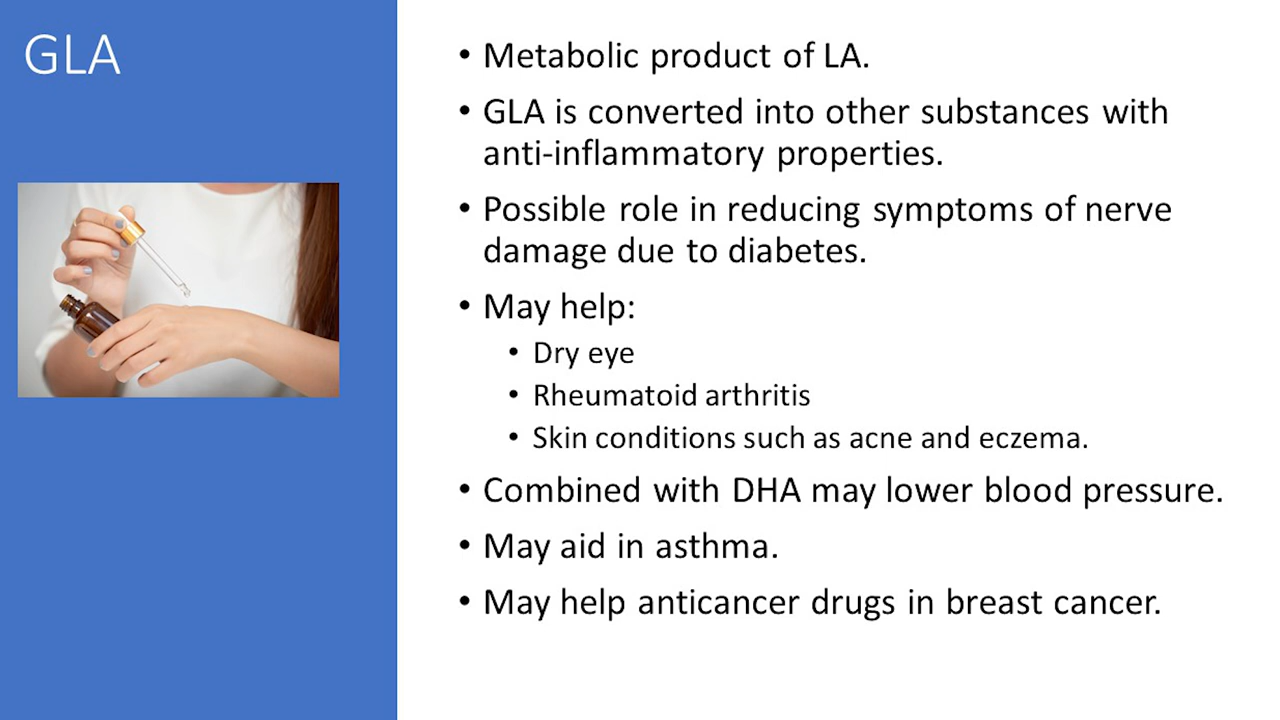 GLA
• Metabolic product of LA.
• GLA is converted into other substances with
anti-inflammatory properties.
• Possible role in reducing symptoms of nerve
damage due to diabetes.
• May help:
• Dry eye
• Rheumatoid arthritis
• Skin conditions such as acne and eczema.
• Combined with DHA may lower blood pressure.
• May aid in asthma.
• May help anticancer drugs in breast cancer.